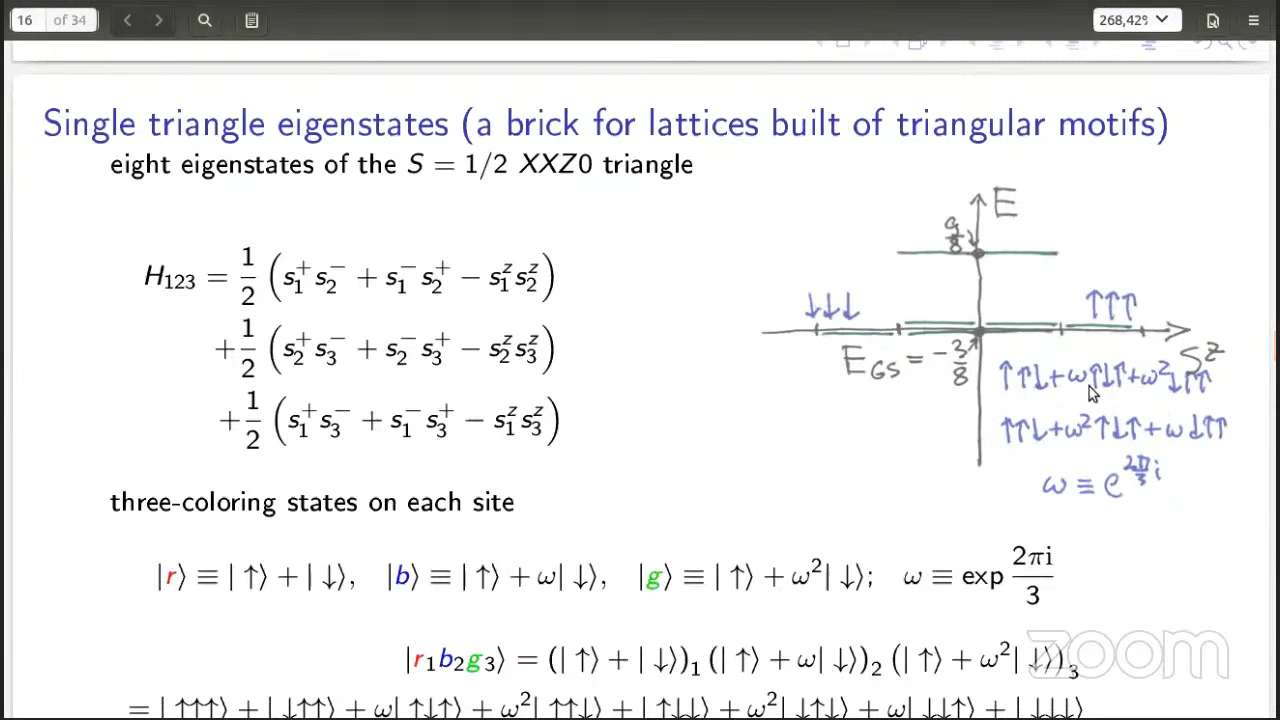 16 of 34
268,42%
Single triangle eigenstates (a brick for lattices built of triangular motifs)
eight eigenstates of the S = 1/2 XXZ0 triangle
H₁₂₃ = 1/2 (s₁⁺s₂⁻ + s₁⁻s₂⁺ − s₁ᶻs₂ᶻ)
+ 1/2 (s₂⁺s₃⁻ + s₂⁻s₃⁺ − s₂ᶻs₃ᶻ)
+ 1/2 (s₁⁺s₃⁻ + s₁⁻s₃⁺ − s₁ᶻs₃ᶻ)
E
9/8
↓↓↓ ↑↑↑
E_GS = −3/8
Sᶻ
↑↑↓+ω↑↓↑+ω²↓↑↑
↑↑↓+ω²↑↓↑+ω↓↑↑
ω ≡ e^(2π/3 i)
three-coloring states on each site
|r⟩ ≡ |↑⟩ + |↓⟩, |b⟩ ≡ |↑⟩ + ω|↓⟩, |g⟩ ≡ |↑⟩ + ω²|↓⟩; ω ≡ exp 2πi/3
|r₁b₂g₃⟩ = (|↑⟩ + |↓⟩)₁ (|↑⟩ + ω|↓⟩)₂ (|↑⟩ + ω²|↓⟩)₃
= |↑↑↑⟩ + |↓↑↑⟩ + ω|↑↓↑⟩ + ω²|↑↑↓⟩ + |↑↓↓⟩ + ω²|↓↑↓⟩ + ω|↓↓↑⟩ + |↓↓↓⟩
zoom